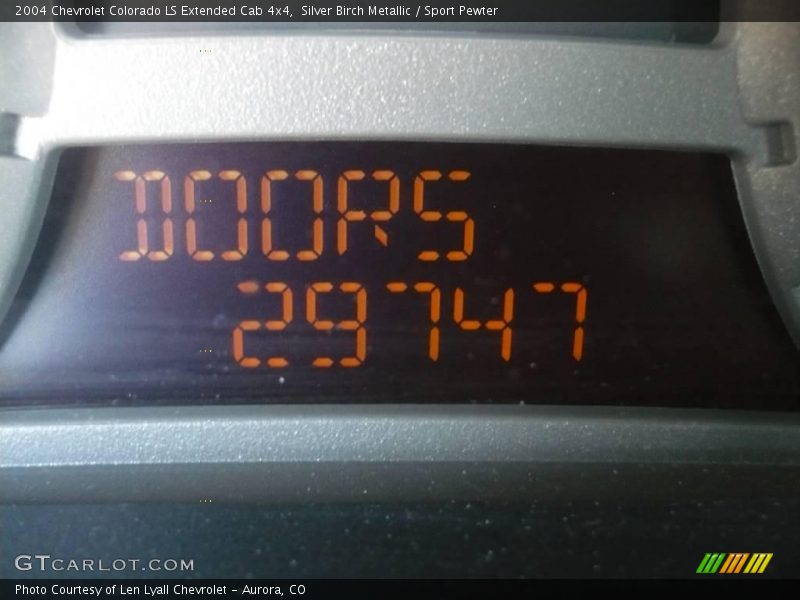 2004 Chevrolet Colorado LS Extended Cab 4x4, Silver Birch Metallic / Sport Pewter
DOORS
29747
GTCARLOT.COM
Photo Courtesy of Len Lyall Chevrolet - Aurora, CO